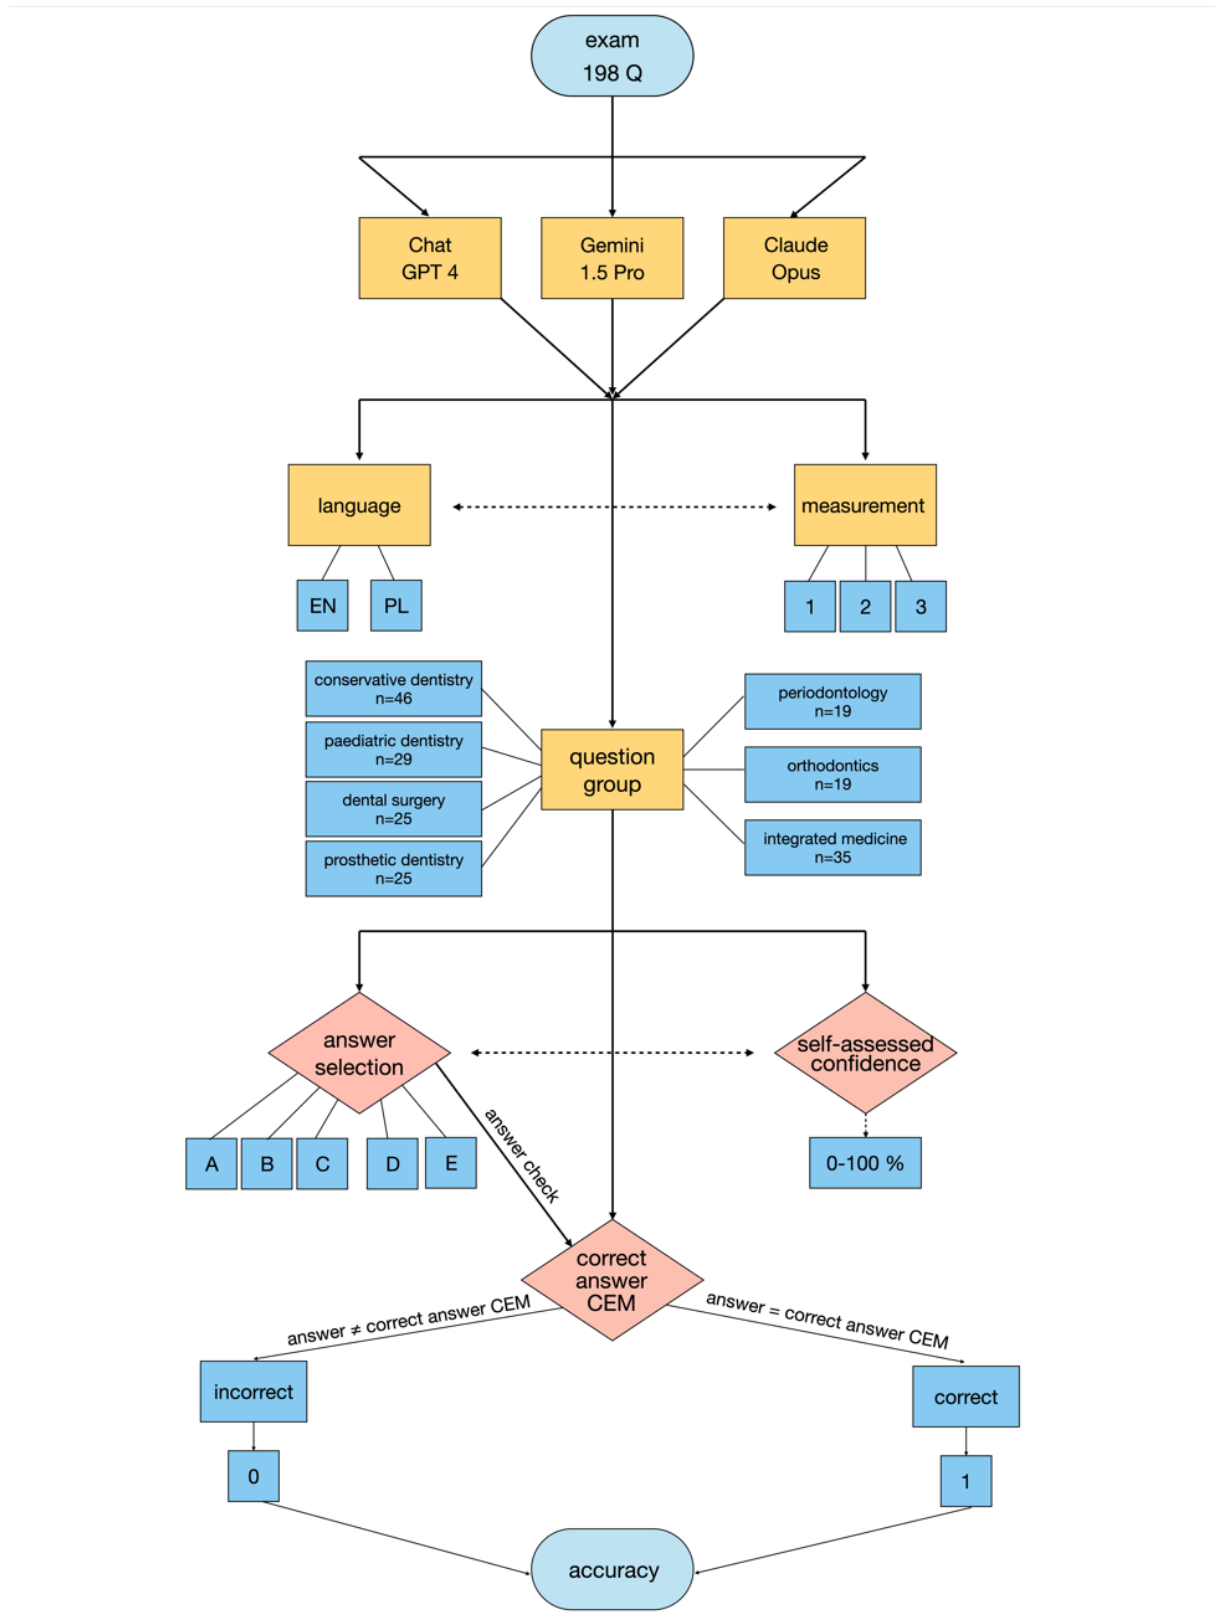 exam
198 Q
Chat
GPT 4
Gemini
1.5 Pro
Claude
Opus
language
measurement
EN
PL
1
2
3
conservative dentistry
n=46
paediatric dentistry
n=29
dental surgery
n=25
prosthetic dentistry
n=25
question
group
periodontology
n=19
orthodontics
n=19
integrated medicine
n=35
answer
selection
self-assessed
confidence
A
B
C
D
E
answer check
0-100 %
correct
answer
CEM
answer ≠ correct answer CEM
answer = correct answer CEM
incorrect
correct
0
1
accuracy